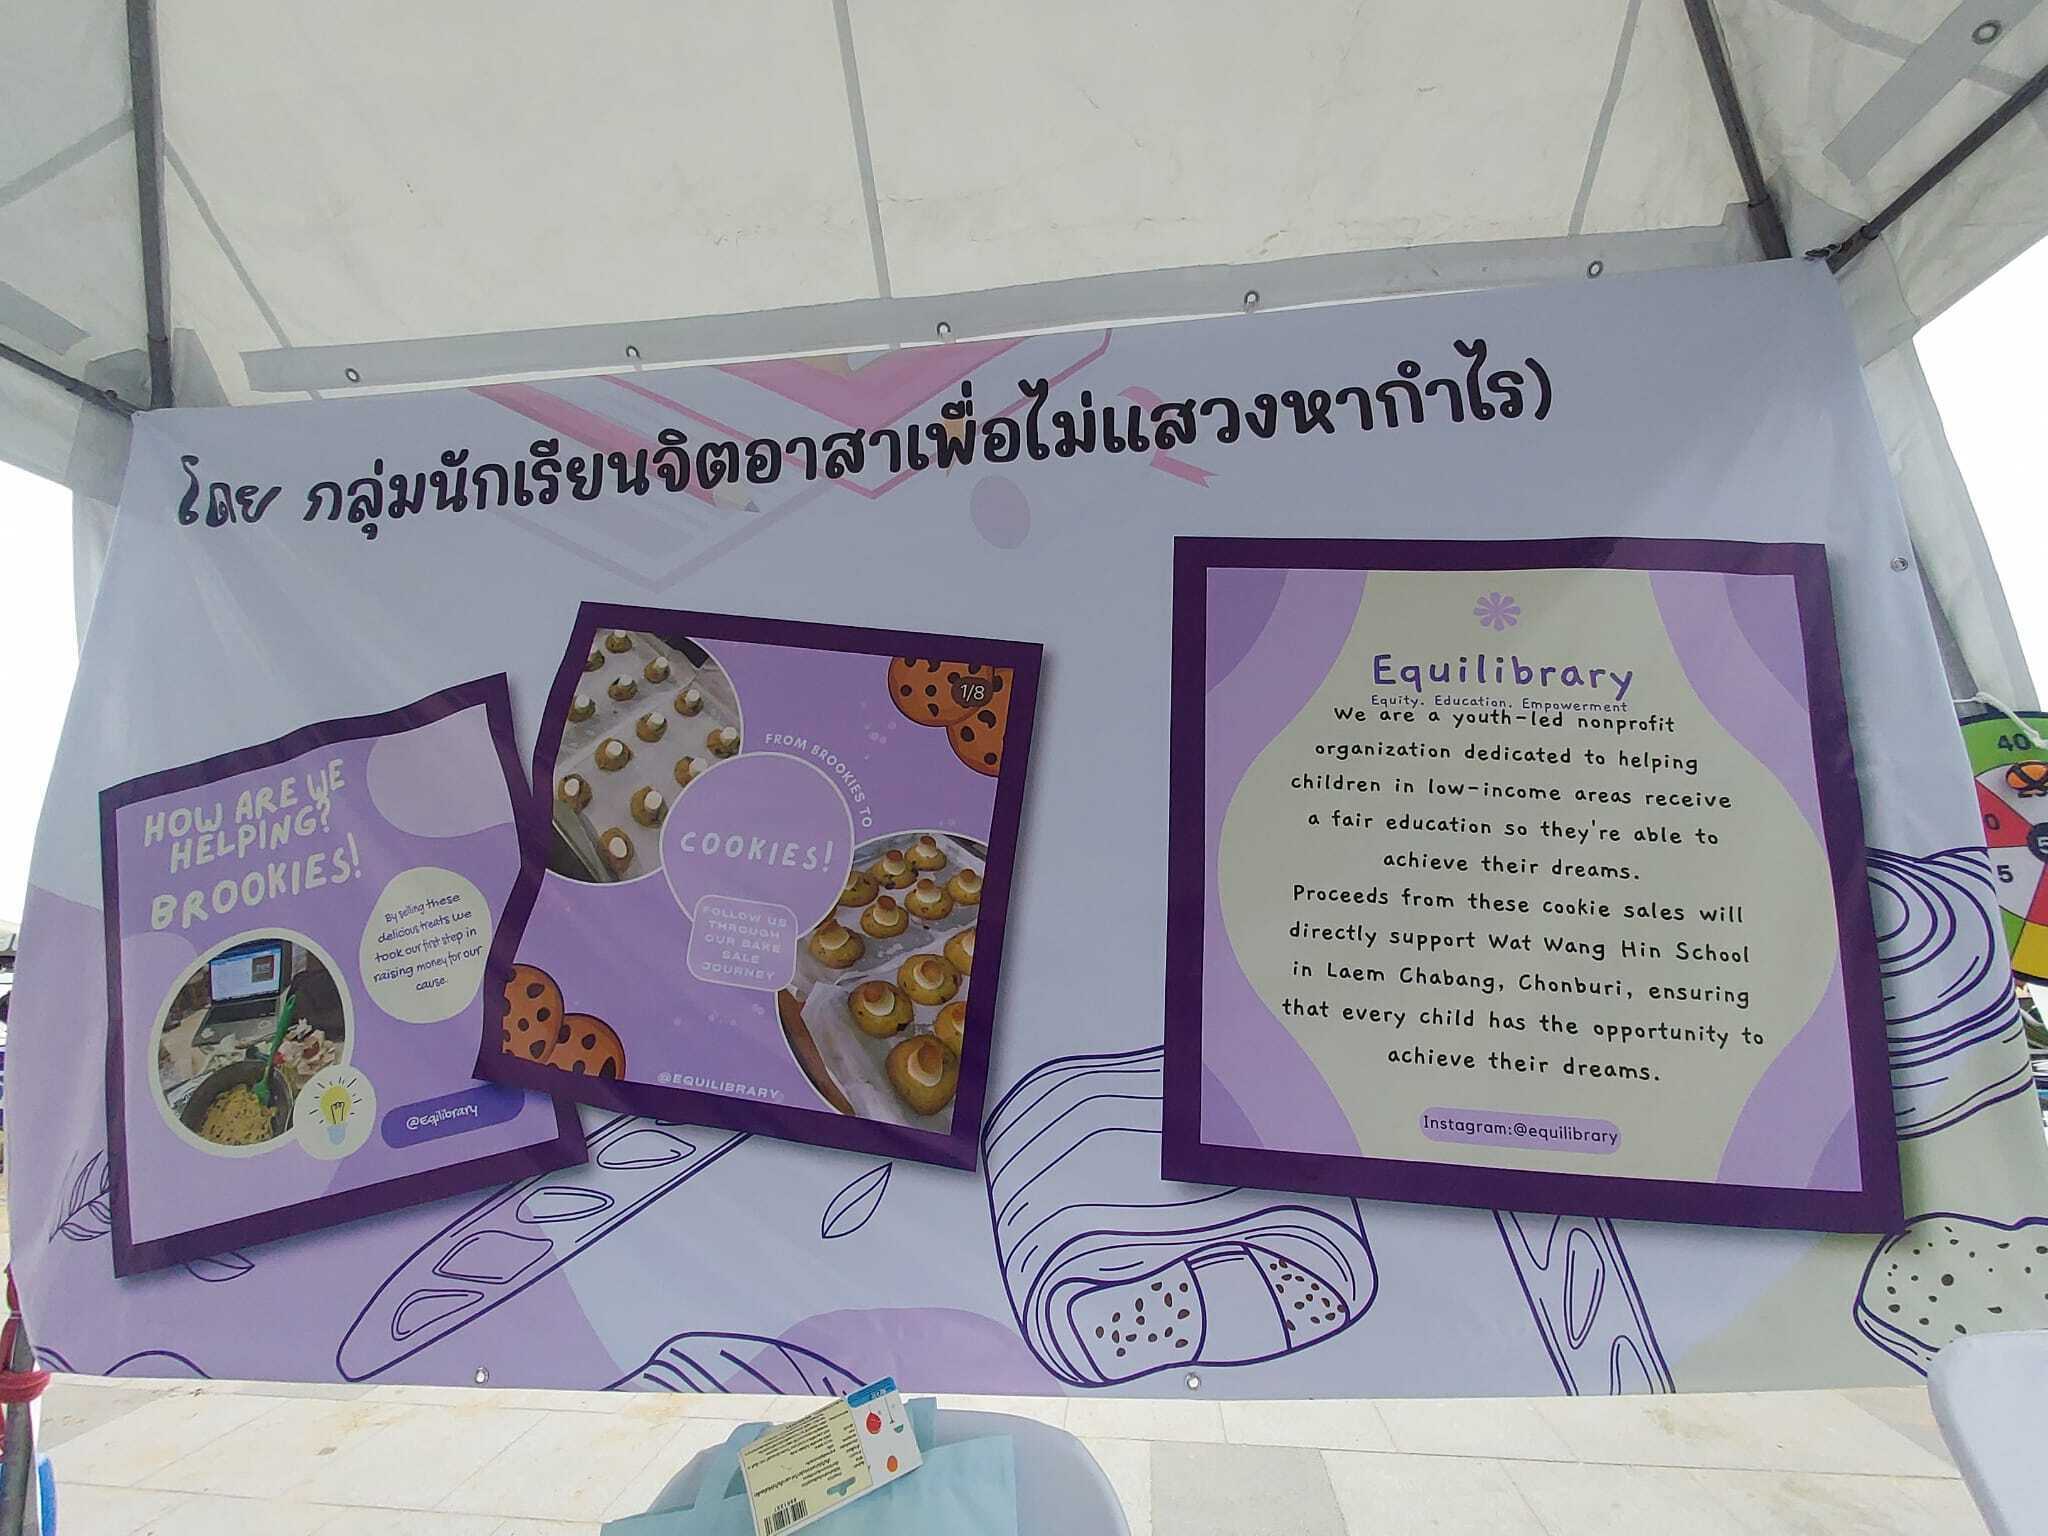 โดย กลุ่มนักเรียนจิตอาสาเพื่อไม่แสวงหากำไร)
HOW ARE WE
HELPING?
BROOKIES!
By selling these
delicious treats we
took our first step in
raising money for our
cause.
@Eqilibrary
1/8
FROM BROOKIES TO
COOKIES!
FOLLOW US
THROUGH
OUR BAKE
SALE
JOURNEY
@EQUILIBRARY
Equilibrary
Equity. Education. Empowerment
We are a youth-led nonprofit
organization dedicated to helping
children in low-income areas receive
a fair education so they're able to
achieve their dreams.
Proceeds from these cookie sales will
directly support Wat Wang Hin School
in Laem Chabang, Chonburi, ensuring
that every child has the opportunity to
achieve their dreams.
Instagram:@equilibrary
40
0
5